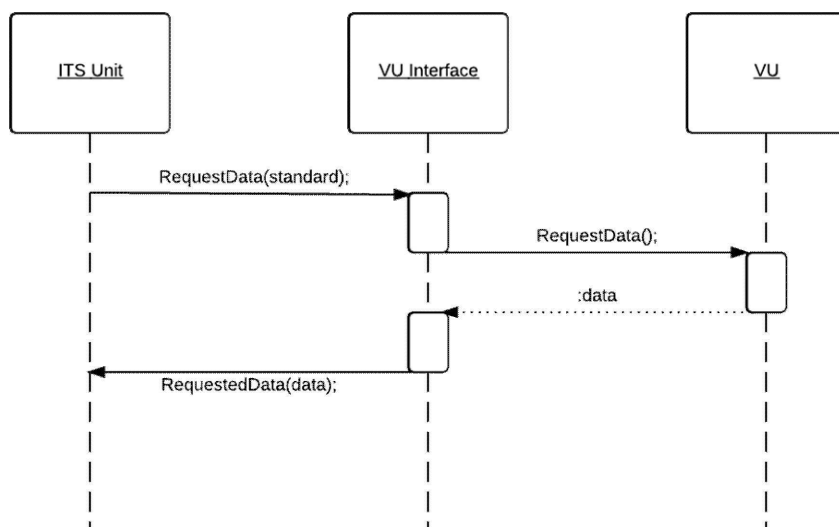 ITS Unit
VU Interface
VU
RequestData(standard);
RequestData();
:data
RequestedData(data);